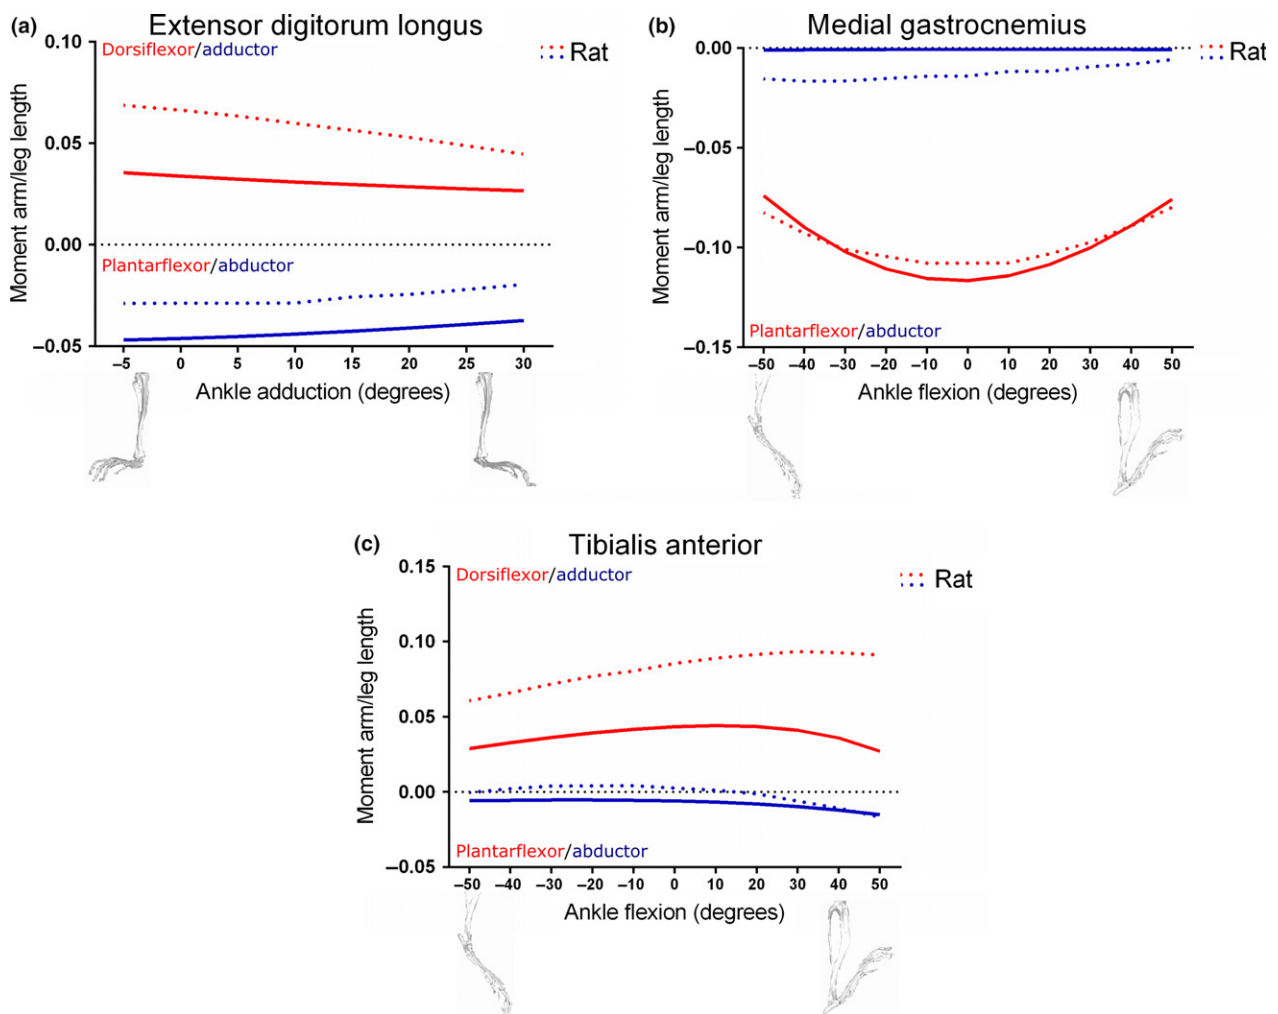 (a) Extensor digitorum longus
0.10
Dorsiflexor/adductor
Rat
0.05
0.00
Plantarflexor/abductor
–0.05
Moment arm/leg length
–5 0 5 10 15 20 25 30
Ankle adduction (degrees)
(b) Medial gastrocnemius
0.00
Rat
–0.05
–0.10
Plantarflexor/abductor
–0.15
Moment arm/leg length
–50 –40 –30 –20 –10 0 10 20 30 40 50
Ankle flexion (degrees)
(c) Tibialis anterior
0.15
Dorsiflexor/adductor
Rat
0.10
0.05
0.00
Plantarflexor/abductor
–0.05
Moment arm/leg length
–50 –40 –30 –20 –10 0 10 20 30 40 50
Ankle flexion (degrees)